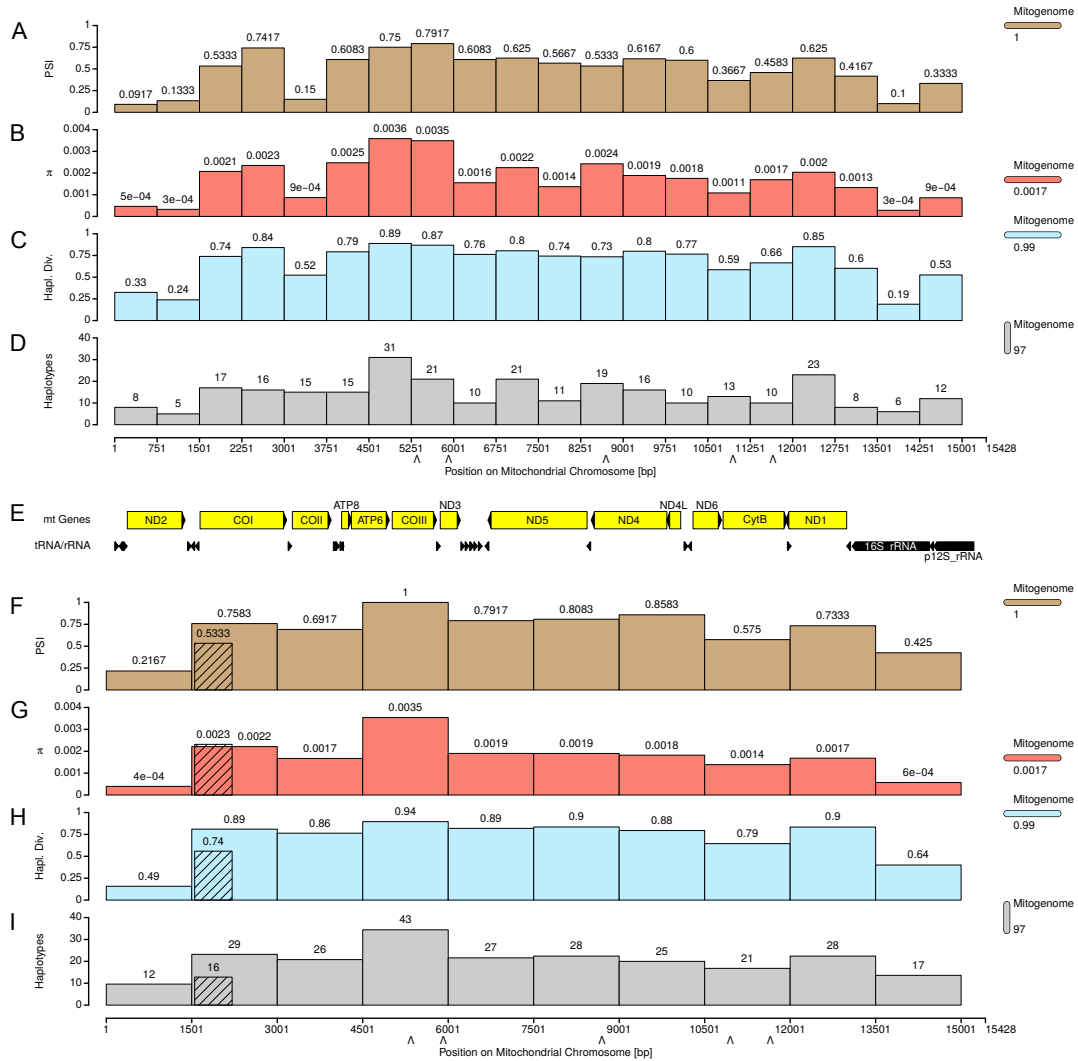 A
PSI
1
0.75
0.5
0.25
0
0.0917 0.1333 0.5333 0.7417 0.15 0.6083 0.75 0.7917 0.6083 0.625 0.5667 0.5333 0.6167 0.6 0.3667 0.4583 0.625 0.4167 0.1 0.3333
Mitogenome
1
B
π
0.004
0.003
0.002
0.001
0
5e−04 3e−04 0.0021 0.0023 9e−04 0.0025 0.0036 0.0035 0.0016 0.0022 0.0014 0.0024 0.0019 0.0018 0.0011 0.0017 0.002 0.0013 3e−04 9e−04
Mitogenome
0.0017
C
Hapl. Div.
1
0.75
0.5
0.25
0
0.33 0.24 0.74 0.84 0.52 0.79 0.89 0.87 0.76 0.8 0.74 0.73 0.8 0.77 0.59 0.66 0.85 0.6 0.19 0.53
Mitogenome
0.99
D
Haplotypes
40
30
20
10
0
8 5 17 16 15 15 31 21 10 21 11 19 16 10 13 10 23 8 6 12
Mitogenome
97
1 751 1501 2251 3001 3751 4501 5251 6001 6751 7501 8251 9001 9751 10501 11251 12001 12751 13501 14251 15001 15428
^ ^ ^ ^ ^
Position on Mitochondrial Chromosome [bp]
E
mt Genes
ATP8 ND3 ND4L ND6
ND2 COI COII ATP6 COIII ND5 ND4 CytB ND1
tRNA/rRNA
16S_rRNA
p12S_rRNA
F
PSI
1
0.75
0.5
0.25
0
0.2167 0.7583 0.5333 0.6917 1 0.7917 0.8083 0.8583 0.575 0.7333 0.425
Mitogenome
1
G
π
0.004
0.003
0.002
0.001
0
4e−04 0.0023 0.0022 0.0017 0.0035 0.0019 0.0019 0.0018 0.0014 0.0017 6e−04
Mitogenome
0.0017
H
Hapl. Div.
1
0.75
0.5
0.25
0
0.49 0.89 0.74 0.86 0.94 0.89 0.9 0.88 0.79 0.9 0.64
Mitogenome
0.99
I
Haplotypes
40
30
20
10
0
12 29 16 26 43 27 28 25 21 28 17
Mitogenome
97
1 1501 3001 4501 6001 7501 9001 10501 12001 13501 15001 15428
^ ^ ^ ^ ^
Position on Mitochondrial Chromosome [bp]